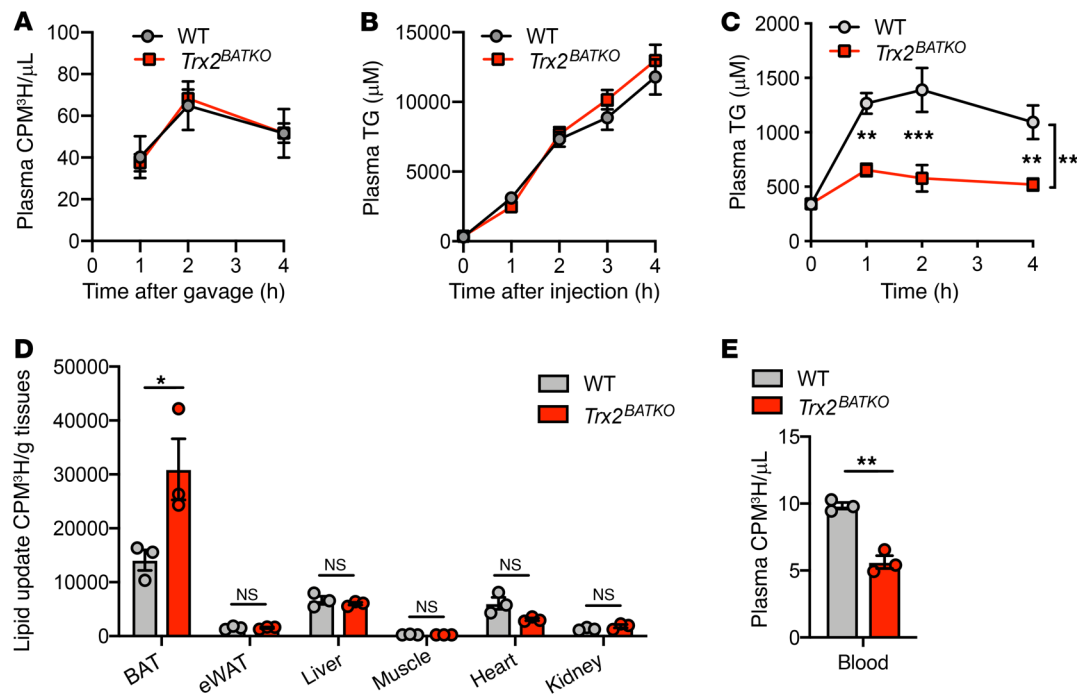 A
WT
Trx2BATKO
Plasma CPM³H/μL
100
80
60
40
20
0
0 1 2 3 4
Time after gavage (h)
B
WT
Trx2BATKO
Plasma TG (μM)
15000
10000
5000
0
0 1 2 3 4
Time after injection (h)
C
WT
Trx2BATKO
Plasma TG (μM)
2000
1500
1000
500
0
** ***
**
**
0 1 2 3 4
Time (h)
D
WT
Trx2BATKO
Lipid update CPM³H/g tissues
50000
40000
30000
20000
10000
0
*
NS
NS
NS
NS
NS
BAT eWAT Liver Muscle Heart Kidney
E
WT
Trx2BATKO
Plasma CPM³H/μL
15
10
5
0
**
Blood